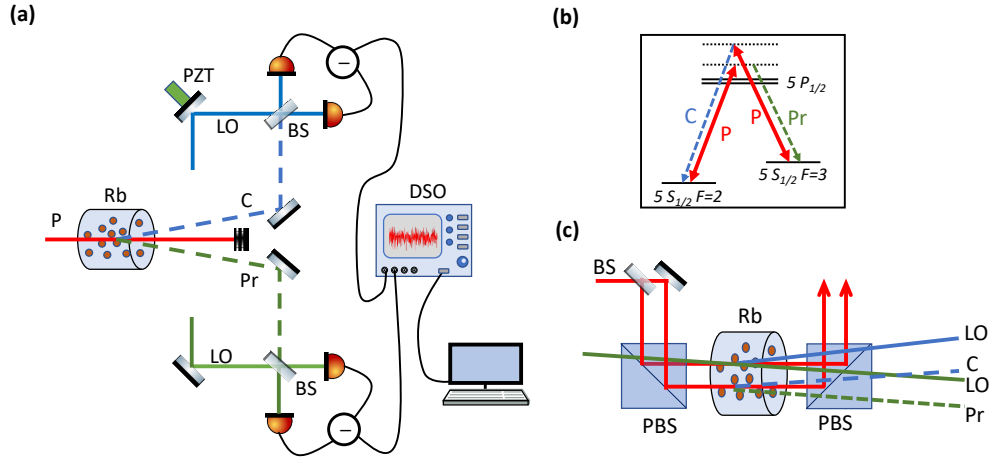 (a)
PZT
LO
BS
−
Rb
P
C
Pr
DSO
LO
BS
−
(b)
5 P1/2
C
P
P
Pr
5 S1/2 F=2
5 S1/2 F=3
(c)
BS
Rb
LO
C
LO
Pr
PBS
PBS